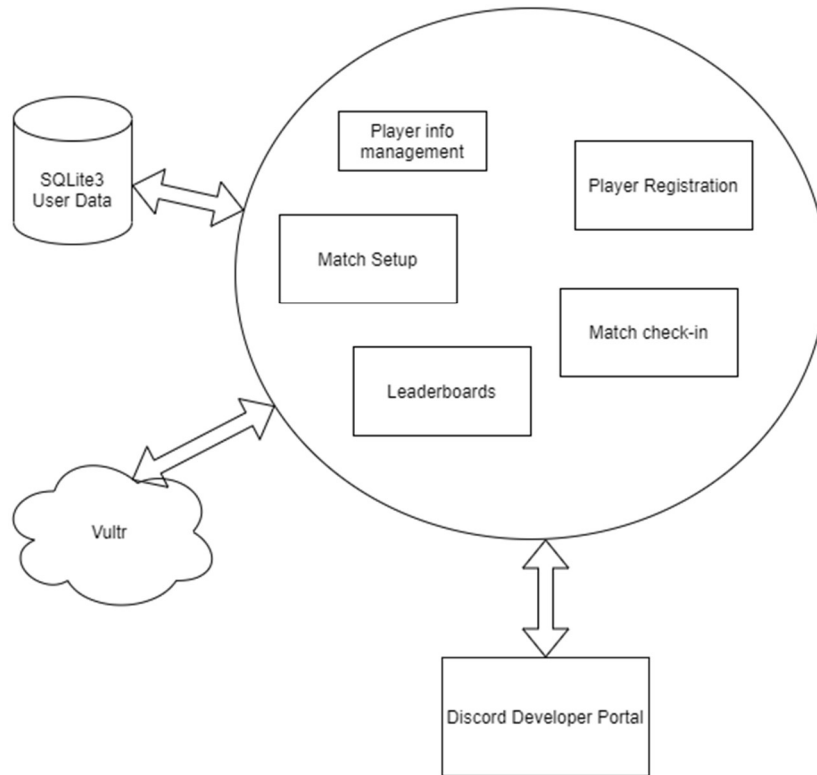 Player info
management
SQLite3
User Data
Player Registration
Match Setup
Match check-in
Leaderboards
Vultr
Discord Developer Portal